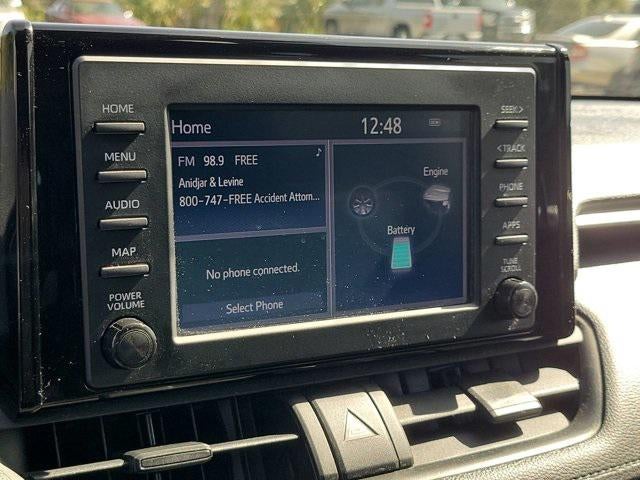 HOME
MENU
AUDIO
MAP
POWER
VOLUME
Home 12:48
FM 98.9 FREE
Anidjar & Levine
800-747-FREE Accident Attorn...
No phone connected.
Select Phone
Engine
Battery
SEEK >
< TRACK
PHONE
APPS
TUNE
SCROLL